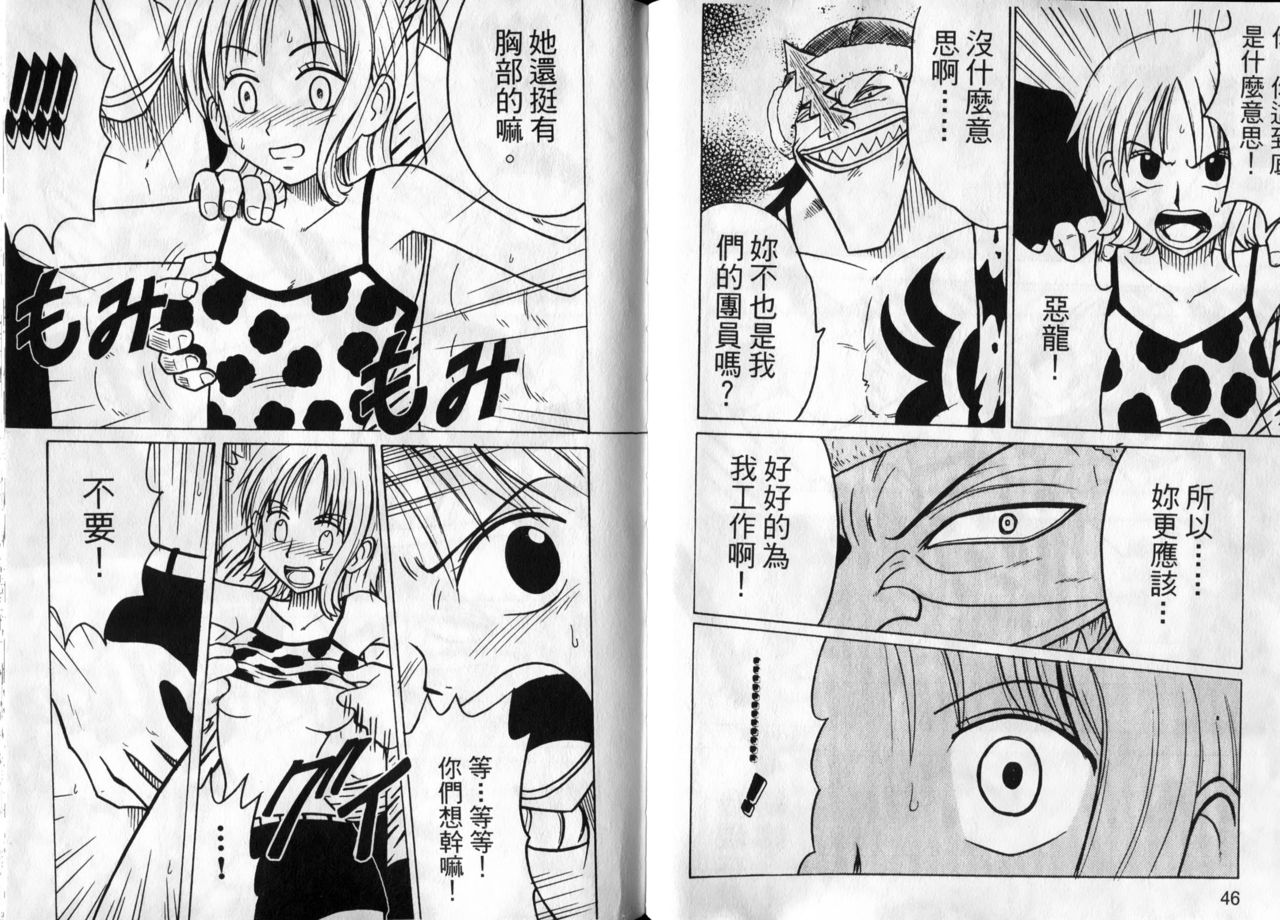 是什麼意思！
惡龍！
沒什麼意
思啊……
妳不也是我
們的團員嗎？
所以……
妳更應該…
好好的為
我工作啊！
………！
46
她還挺有
胸部的嘛。
もみ
もみ
等…等等！
你們想幹嘛！
グイ
…！
不要！